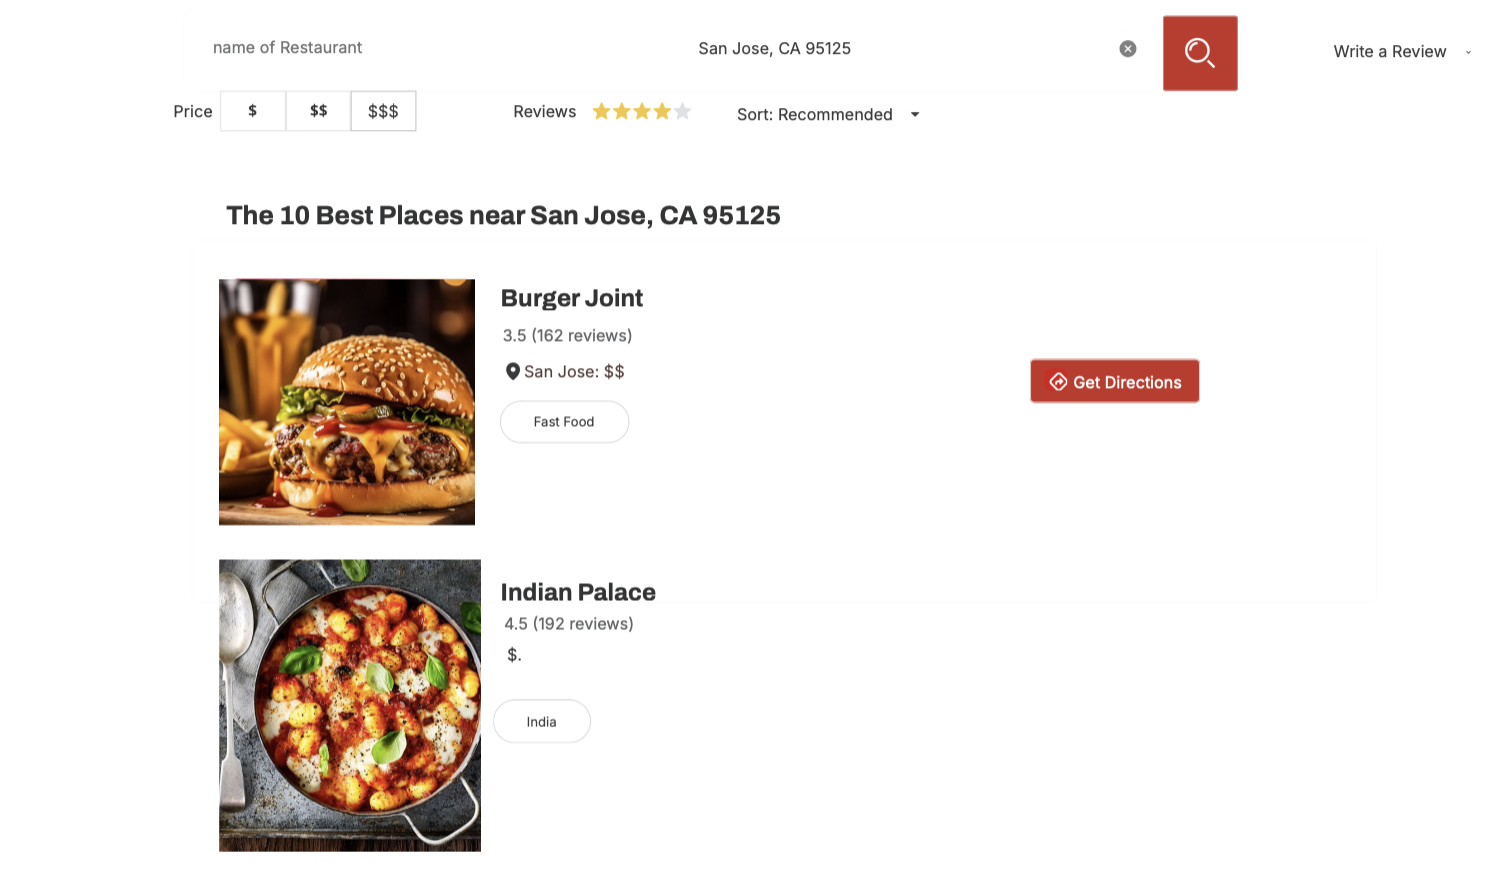 name of Restaurant
San Jose, CA 95125
Write a Review
Price $ $$ $$$
Reviews
Sort: Recommended
The 10 Best Places near San Jose, CA 95125
Burger Joint
3.5 (162 reviews)
San Jose: $$
Get Directions
Fast Food
Indian Palace
4.5 (192 reviews)
$.
India